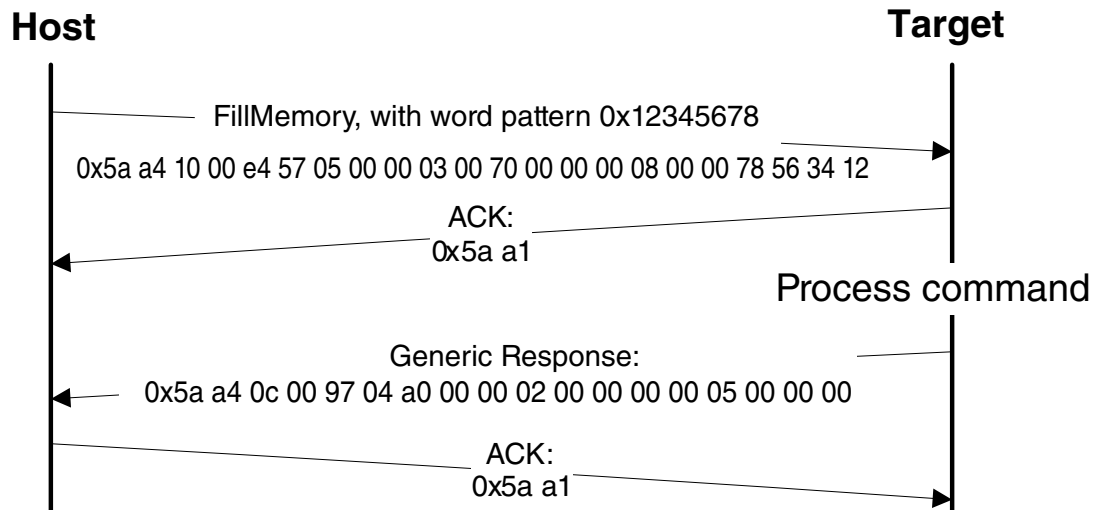 Host
Target
FillMemory, with word pattern 0x12345678
0x5a a4 10 00 e4 57 05 00 00 03 00 70 00 00 00 08 00 00 78 56 34 12
ACK:
0x5a a1
Process command
Generic Response:
0x5a a4 0c 00 97 04 a0 00 00 02 00 00 00 00 05 00 00 00
ACK:
0x5a a1